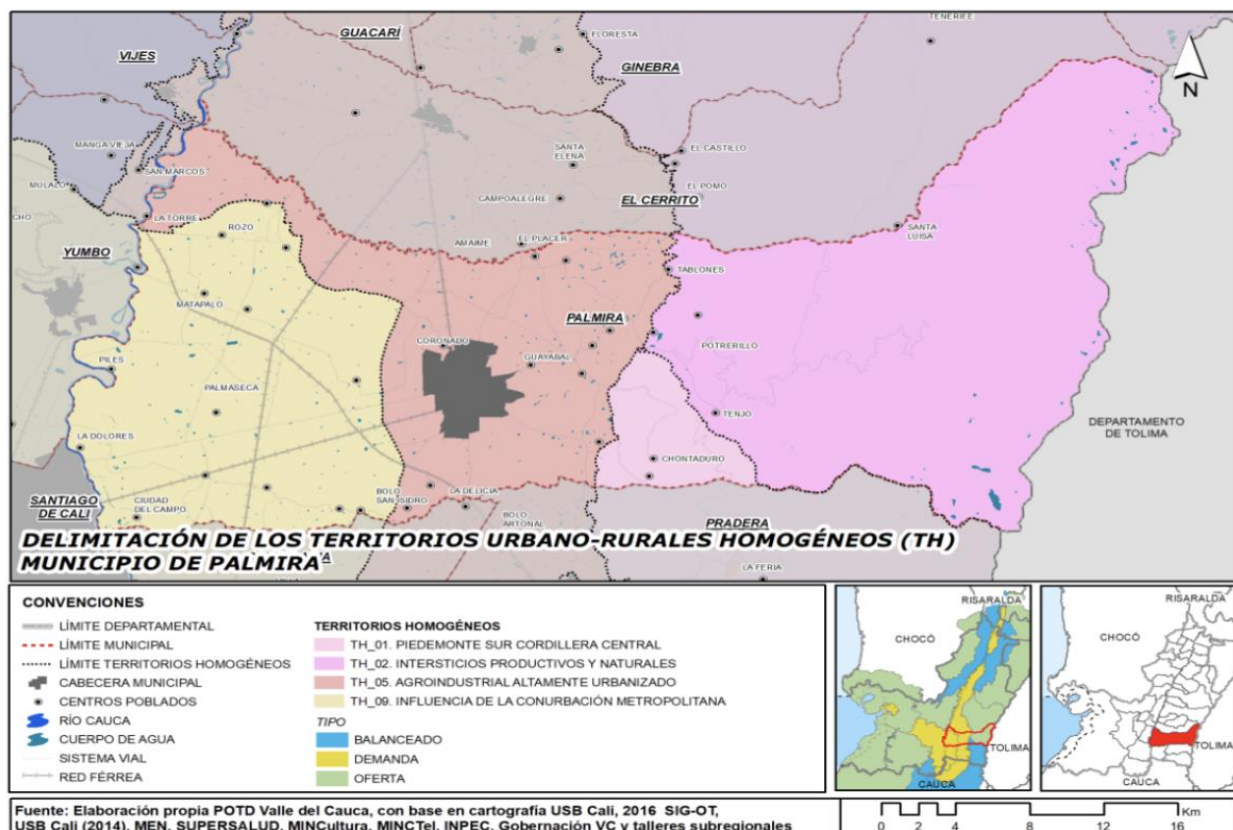 TENERIFE
GUACARÍ
FLORESTA
VIJES
GINEBRA
N
MANGA VIEJA
SANTA
ELENA
EL CASTILLO
SAN MARCOS
MULALO
EL POMO
CAMPOALEGRE
EL CERRITO
CHO
LA TORRE
ROZO
AMAIME
EL PLACER
SANTA
LUISA
YUMBO
TABLONES
MATAPALO
PALMIRA
CORONADO
POTRERILLO
GUAYABAL
PILES
PALMASECA
TENJO
DEPARTAMENTO
DE TOLIMA
LA DOLORES
CHONTADURO
SANTIAGO
DE CALI
CIUDAD
DEL CAMPO
BOLO
SAN ISIDRO
LA DELICIA
BOLO
ARTONAL
PRADERA
DELIMITACIÓN DE LOS TERRITORIOS URBANO-RURALES HOMOGÉNEOS (TH)
MUNICIPIO DE PALMIRA
LA FERIA
CONVENCIONES
LÍMITE DEPARTAMENTAL
LÍMITE MUNICIPAL
LÍMITE TERRITORIOS HOMOGÉNEOS
CABECERA MUNICIPAL
CENTROS POBLADOS
RÍO CAUCA
CUERPO DE AGUA
SISTEMA VIAL
RED FÉRREA
TERRITORIOS HOMOGÉNEOS
TH_01. PIEDEMONTE SUR CORDILLERA CENTRAL
TH_02. INTERSTICIOS PRODUCTIVOS Y NATURALES
TH_05. AGROINDUSTRIAL ALTAMENTE URBANIZADO
TH_09. INFLUENCIA DE LA CONURBACIÓN METROPOLITANA
TIPO
BALANCEADO
DEMANDA
OFERTA
RISARALDA
CHOCÓ
TOLIMA
CAUCA
RISARALDA
CHOCÓ
TOLIMA
CAUCA
Fuente: Elaboración propia POTD Valle del Cauca, con base en cartografía USB Cali, 2016 SIG-OT,
USB Cali (2014), MEN, SUPERSALUD, MINCultura, MINCTel, INPEC, Gobernación VC y talleres subregionales
Km
0 2 4 8 12 16